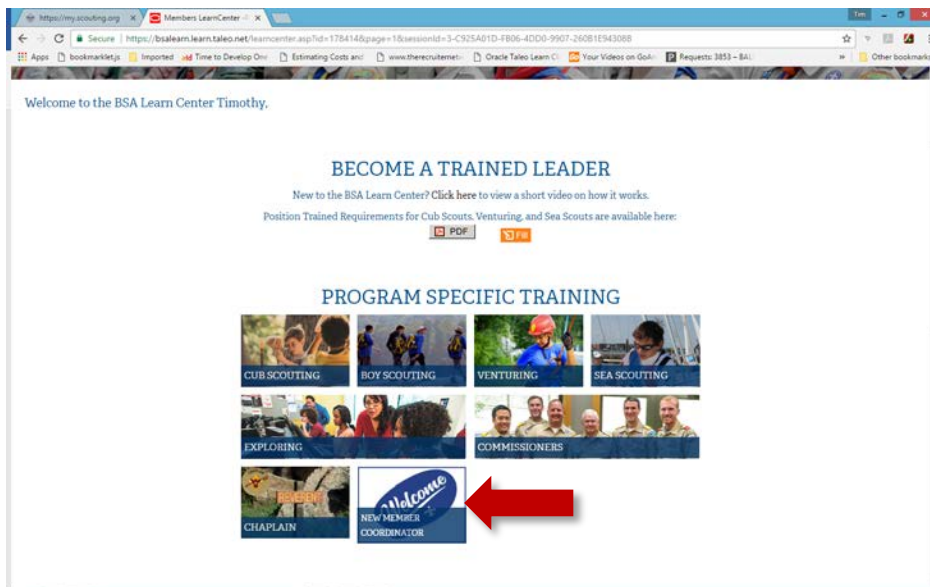 https://my.scouting.org
Members LearnCenter
Tim
Secure | https://bsalearn.learn.taleo.net/learncenter.asp?id=178414&page=1&sessionid=3-C925A01D-FB06-4DD0-9907-26081E943088
Apps bookmarklet.js Imported Time to Develop One Estimating Costs and www.therecruiternet Oracle Taleo Learn Your Videos on GoA Requests: 3853 – BAL » Other bookmarks
Welcome to the BSA Learn Center Timothy,
BECOME A TRAINED LEADER
New to the BSA Learn Center? Click here to view a short video on how it works.
Position Trained Requirements for Cub Scouts, Venturing, and Sea Scouts are available here:
PDF Fill
PROGRAM SPECIFIC TRAINING
CUB SCOUTING BOY SCOUTING VENTURING SEA SCOUTING
EXPLORING COMMISSIONERS
REVERENT Welcome
CHAPLAIN NEW MEMBER
COORDINATOR